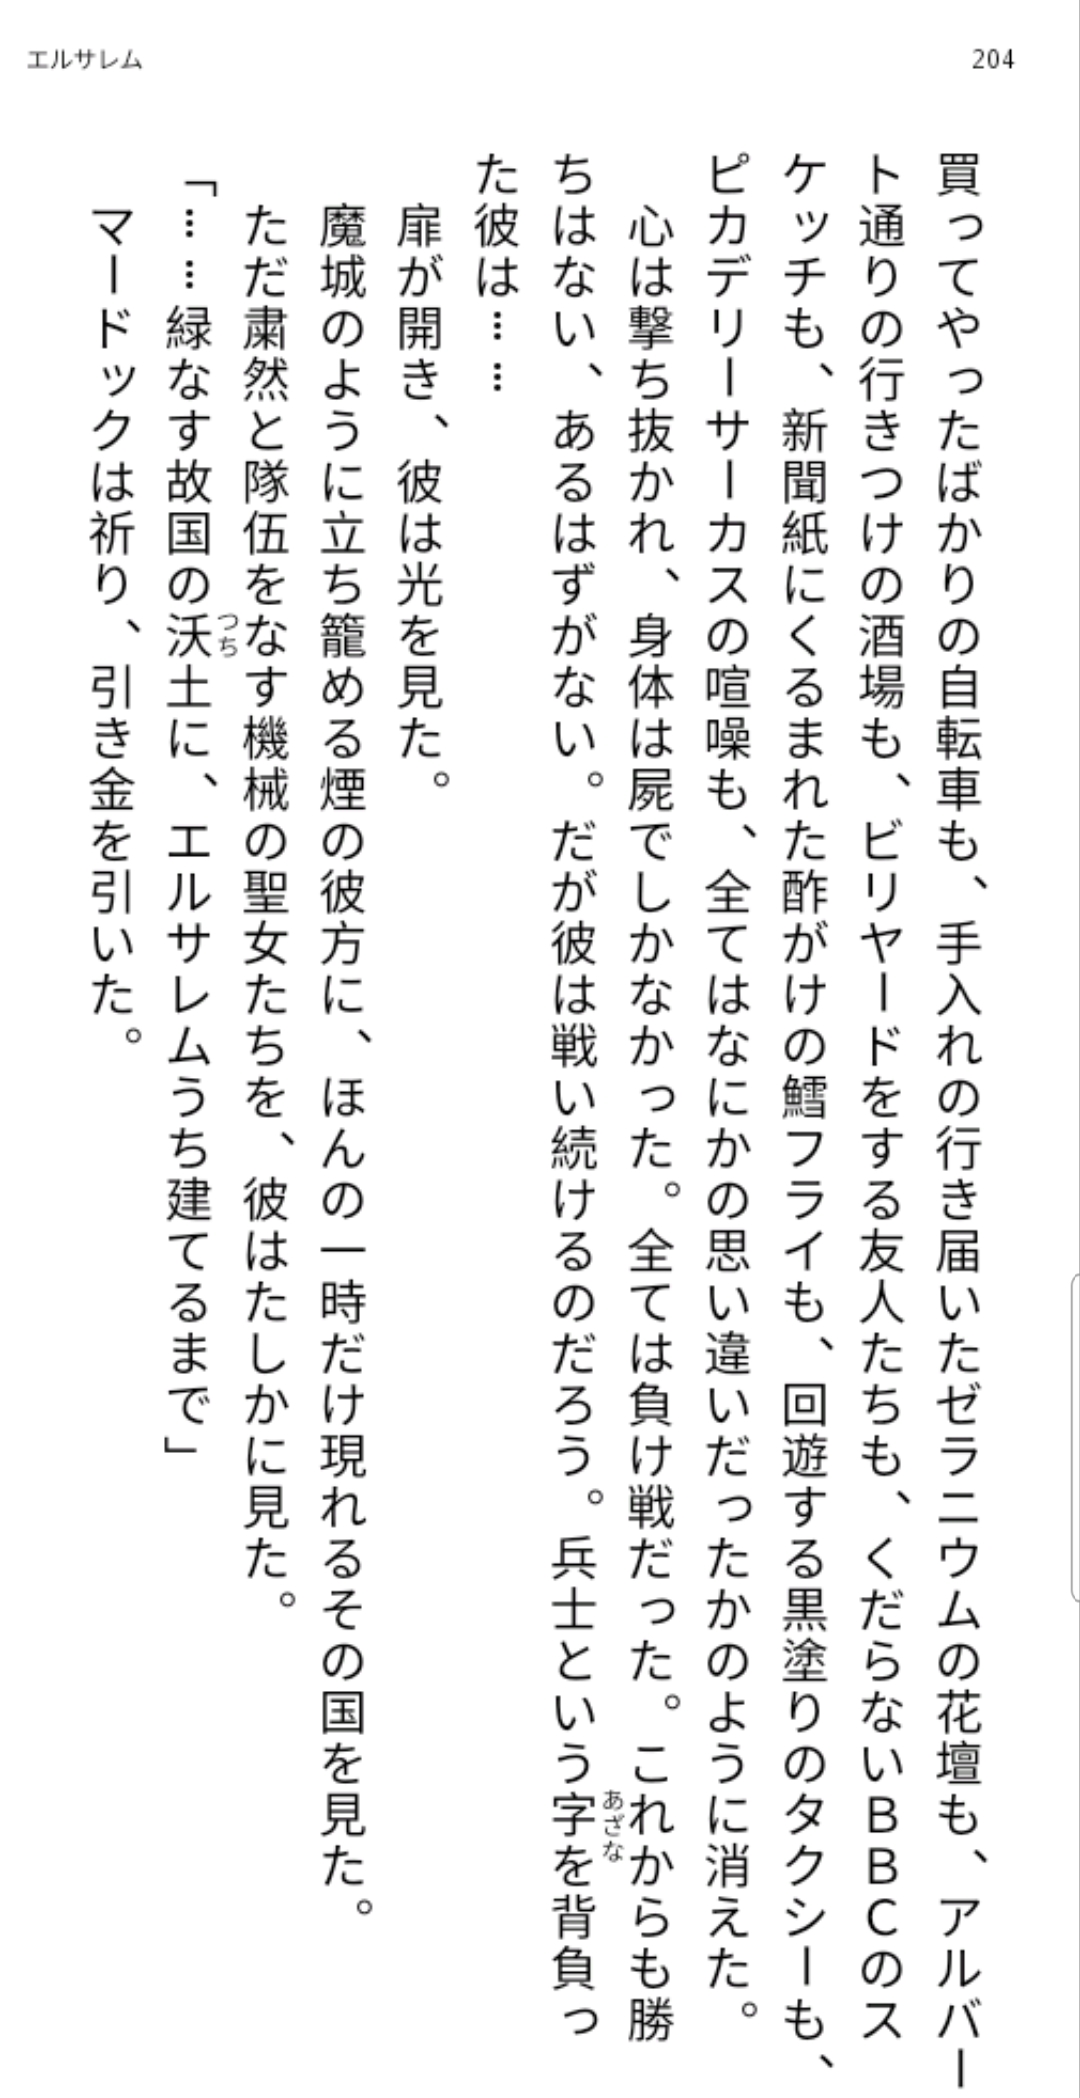 エルサレム
204
買ってやったばかりの自転車も、手入れの行き届いたゼラニウムの花壇も、アルバー
ト通りの行きつけの酒場も、ビリヤードをする友人たちも、くだらないＢＢＣのス
ケッチも、新聞紙にくるまれた酢がけの鱈フライも、回遊する黒塗りのタクシーも、
ピカデリーサーカスの喧噪も、全てはなにかの思い違いだったかのように消えた。
心は撃ち抜かれ、身体は屍でしかなかった。全ては負け戦だった。これからも勝
ちはない、あるはずがない。だが彼は戦い続けるのだろう。兵士という字を背負っ
あざな
た彼は……
扉が開き、彼は光を見た。
魔城のように立ち籠める煙の彼方に、ほんの一時だけ現れるその国を見た。
ただ粛然と隊伍をなす機械の聖女たちを、彼はたしかに見た。
「……緑なす故国の沃土に、エルサレムうち建てるまで」
つち
マードックは祈り、引き金を引いた。